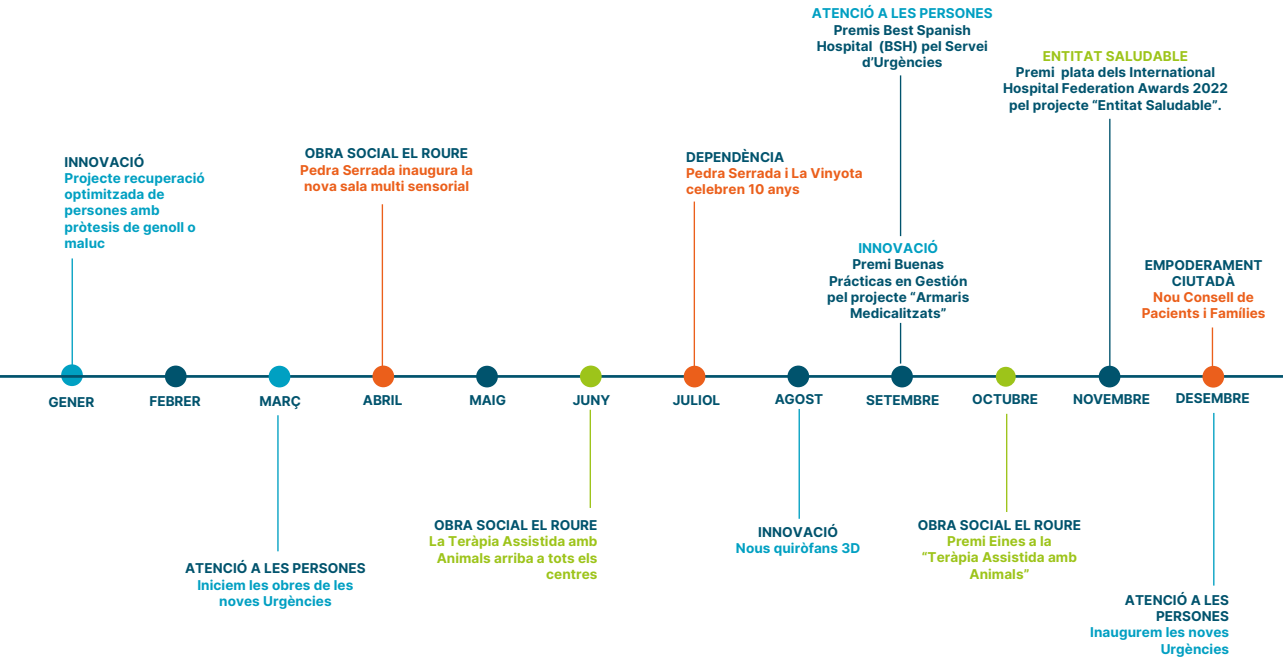 ATENCIÓ A LES PERSONES
Premis Best Spanish
Hospital (BSH) pel Servei
d’Urgències
ENTITAT SALUDABLE
Premi plata dels International
Hospital Federation Awards 2022
pel projecte “Entitat Saludable”.
INNOVACIÓ
Projecte recuperació
optimitzada de
persones amb
pròtesis de genoll o
maluc
OBRA SOCIAL EL ROURE
Pedra Serrada inaugura la
nova sala multi sensorial
DEPENDÈNCIA
Pedra Serrada i La Vinyota
celebren 10 anys
INNOVACIÓ
Premi Buenas
Prácticas en Gestión
pel projecte “Armaris
Medicalitzats”
EMPODERAMENT
CIUTADÀ
Nou Consell de
Pacients i Famílies
GENER
FEBRER
MARÇ
ABRIL
MAIG
JUNY
JULIOL
AGOST
SETEMBRE
OCTUBRE
NOVEMBRE
DESEMBRE
ATENCIÓ A LES PERSONES
Iniciem les obres de les
noves Urgències
OBRA SOCIAL EL ROURE
La Teràpia Assistida amb
Animals arriba a tots els
centres
INNOVACIÓ
Nous quiròfans 3D
OBRA SOCIAL EL ROURE
Premi Eines a la
“Teràpia Assistida amb
Animals”
ATENCIÓ A LES
PERSONES
Inaugurem les noves
Urgències